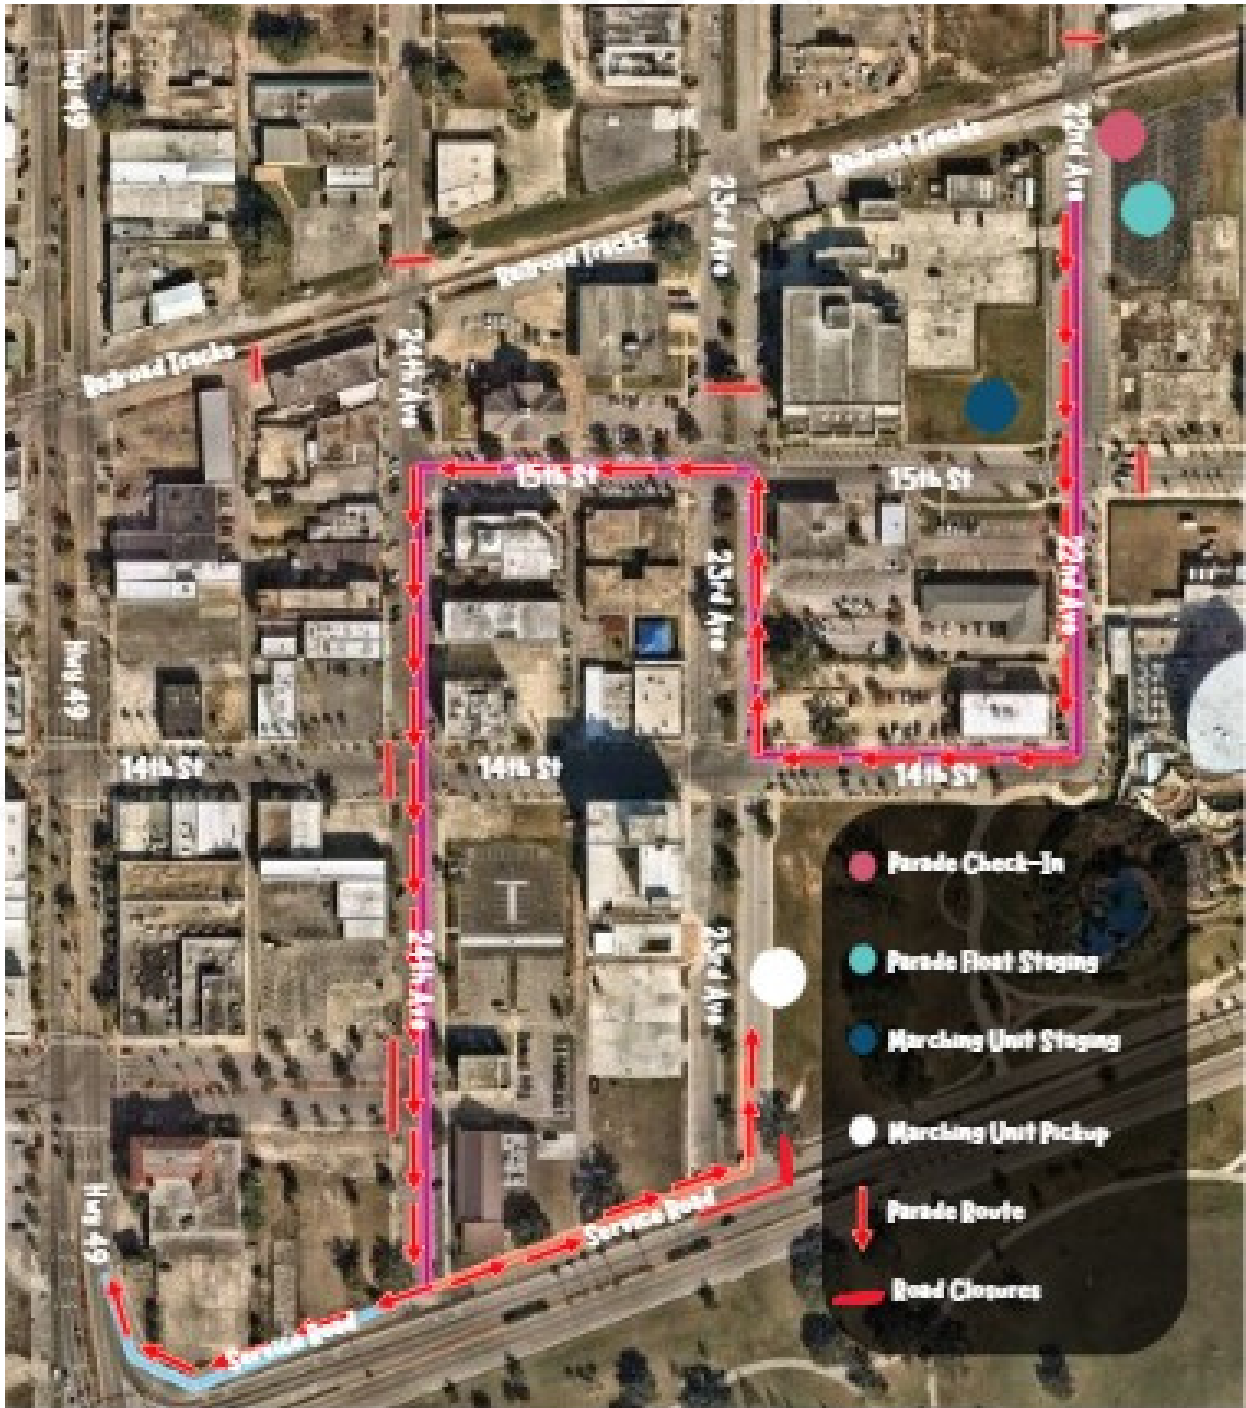 Hwy 49
22nd Ave
Railroad Tracks
23rd Ave
Railroad Tracks
Railroad Tracks
24th Ave
15th St
15th St
23rd Ave
22nd Ave
Hwy 49
14th St
14th St
14th St
Parade Check-In
24th Ave
23rd Ave
Parade Float Staging
Marching Unit Staging
Marching Unit Pickup
Hwy 49
Service Road
Parade Route
Road Closures
Service Road